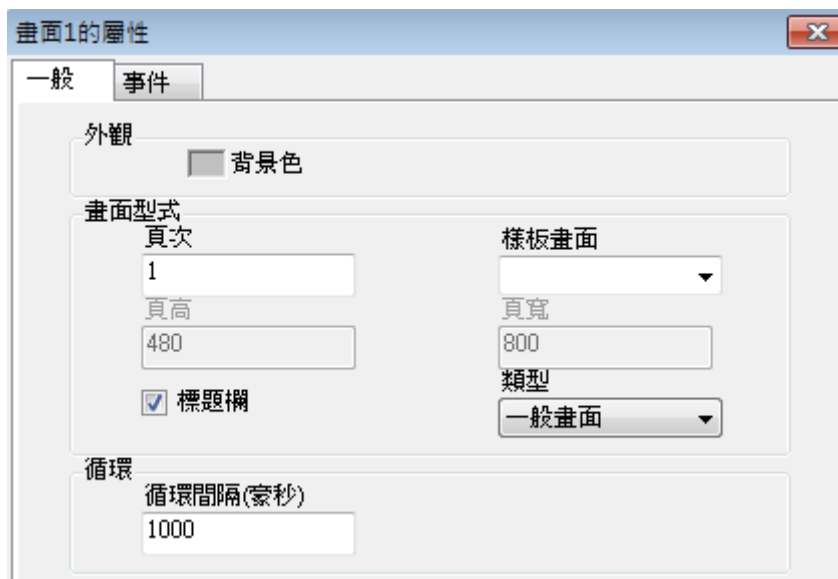 畫面1的屬性
一般 事件
外觀
背景色
畫面型式
頁次 樣板畫面
1
頁高 頁寬
480 800
標題欄 類型
一般畫面
循環
循環間隔(豪秒)
1000